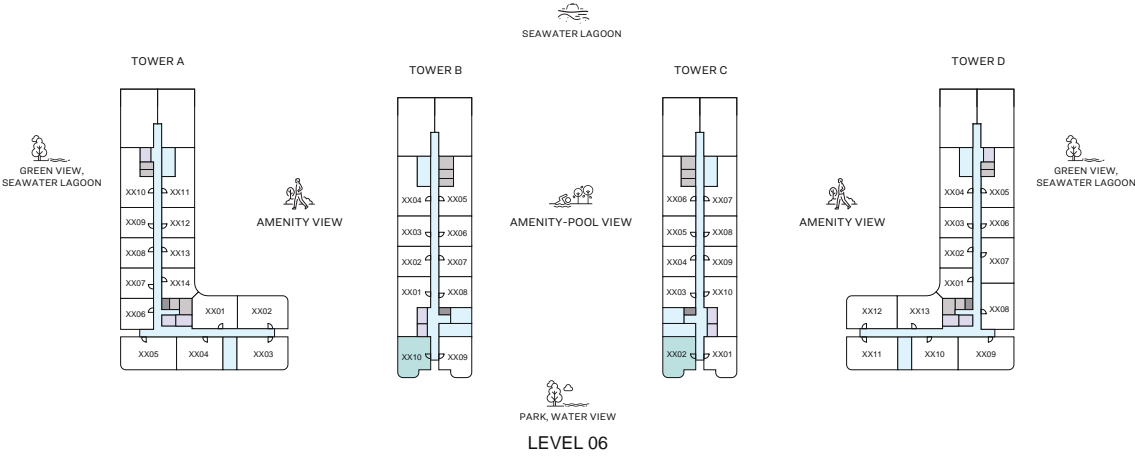 SEAWATER LAGOON
TOWER A
TOWER B
TOWER C
TOWER D
GREEN VIEW,
SEAWATER LAGOON
AMENITY VIEW
AMENITY-POOL VIEW
AMENITY VIEW
GREEN VIEW,
SEAWATER LAGOON
XX10 XX11
XX09 XX12
XX08 XX13
XX07 XX14
XX06 XX01 XX02
XX05 XX04 XX03
XX04 XX05
XX03 XX06
XX02 XX07
XX01 XX08
XX10 XX09
XX06 XX07
XX05 XX08
XX04 XX09
XX03 XX10
XX02 XX01
XX04 XX05
XX03 XX06
XX02 XX07
XX01
XX12 XX13 XX08
XX11 XX10 XX09
PARK, WATER VIEW
LEVEL 06